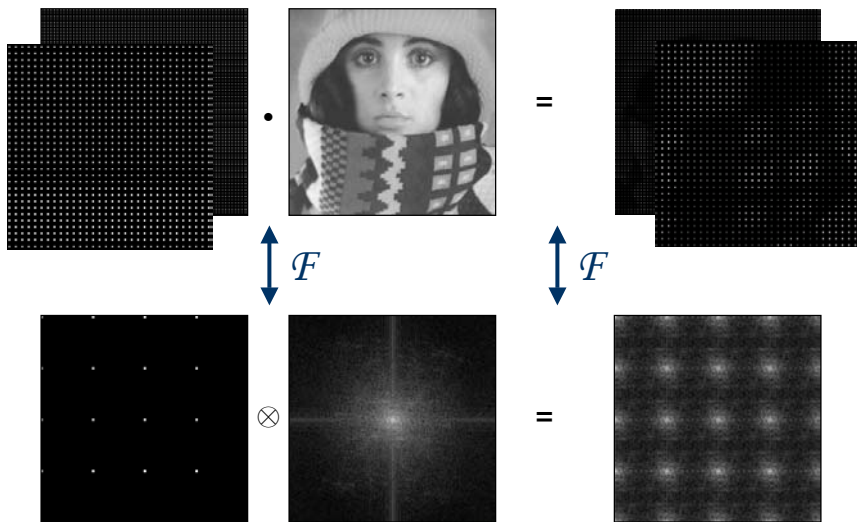 • =
ℱ ℱ
⊗ =